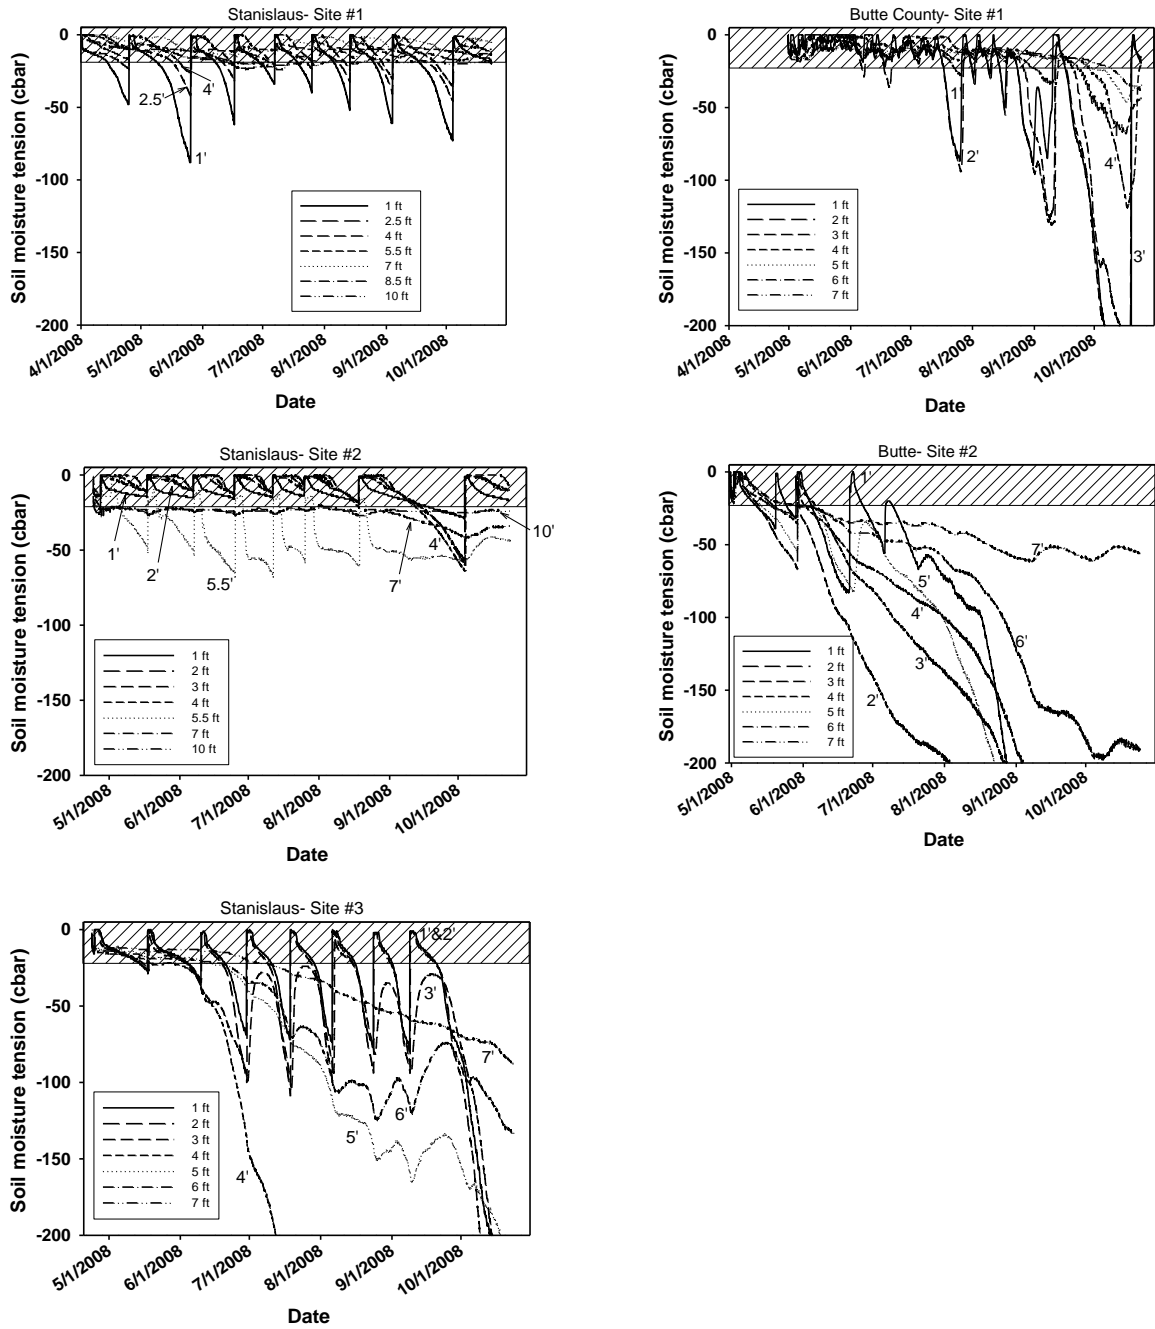 Stanislaus- Site #1
Soil moisture tension (cbar)
0
-50
-100
-150
-200
2.5'
4'
1'
1 ft
2.5 ft
4 ft
5.5 ft
7 ft
8.5 ft
10 ft
4/1/2008
5/1/2008
6/1/2008
7/1/2008
8/1/2008
9/1/2008
10/1/2008
Date
Butte County- Site #1
Soil moisture tension (cbar)
0
-50
-100
-150
-200
1'
2'
1'
4'
3'
1 ft
2 ft
3 ft
4 ft
5 ft
6 ft
7 ft
4/1/2008
5/1/2008
6/1/2008
7/1/2008
8/1/2008
9/1/2008
10/1/2008
Date
Stanislaus- Site #2
Soil moisture tension (cbar)
0
-50
-100
-150
-200
1'
2'
5.5'
7'
4'
10'
1 ft
2 ft
3 ft
4 ft
5.5 ft
7 ft
10 ft
5/1/2008
6/1/2008
7/1/2008
8/1/2008
9/1/2008
10/1/2008
Date
Butte- Site #2
Soil moisture tension (cbar)
0
-50
-100
-150
-200
1'
7'
5'
4'
6'
3'
2'
1 ft
2 ft
3 ft
4 ft
5 ft
6 ft
7 ft
5/1/2008
6/1/2008
7/1/2008
8/1/2008
9/1/2008
10/1/2008
Date
Stanislaus- Site #3
Soil moisture tension (cbar)
0
-50
-100
-150
-200
1'&2'
3'
7'
6'
5'
4'
1 ft
2 ft
3 ft
4 ft
5 ft
6 ft
7 ft
5/1/2008
6/1/2008
7/1/2008
8/1/2008
9/1/2008
10/1/2008
Date